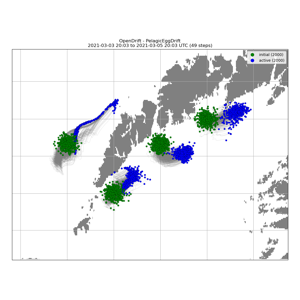 OpenDrift - PelagicEggDrift
2021-03-03 20:03 to 2021-03-05 20:03 UTC (49 steps)
initial (2000)
active (2000)